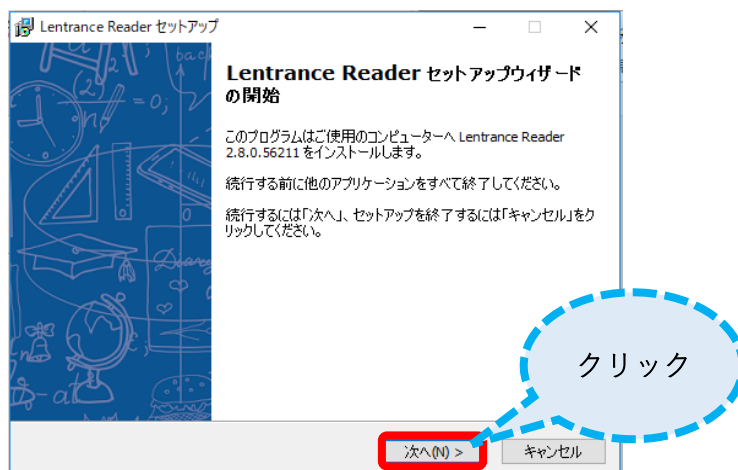 Lentrance Reader セットアップ
Lentrance Reader セットアップウィザード
の開始
このプログラムはご使用のコンピューターへ Lentrance Reader
2.8.0.56211 をインストールします。
続行する前に他のアプリケーションをすべて終了してください。
続行するには「次へ」、セットアップを終了するには「キャンセル」をク
リックしてください。
クリック
次へ(N) >
キャンセル